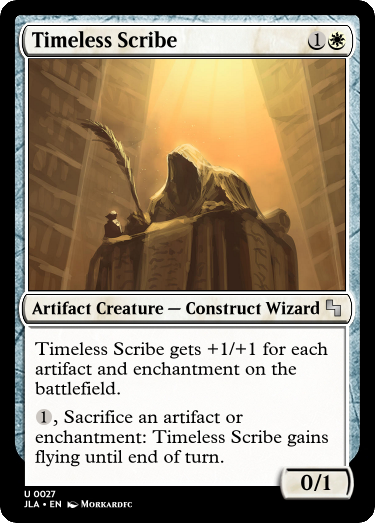 Timeless Scribe 1
Artifact Creature — Construct Wizard
Timeless Scribe gets +1/+1 for each
artifact and enchantment on the
battlefield.
1, Sacrifice an artifact or
enchantment: Timeless Scribe gains
flying until end of turn.
0/1
U 0027
JLA • EN MORKARDFC